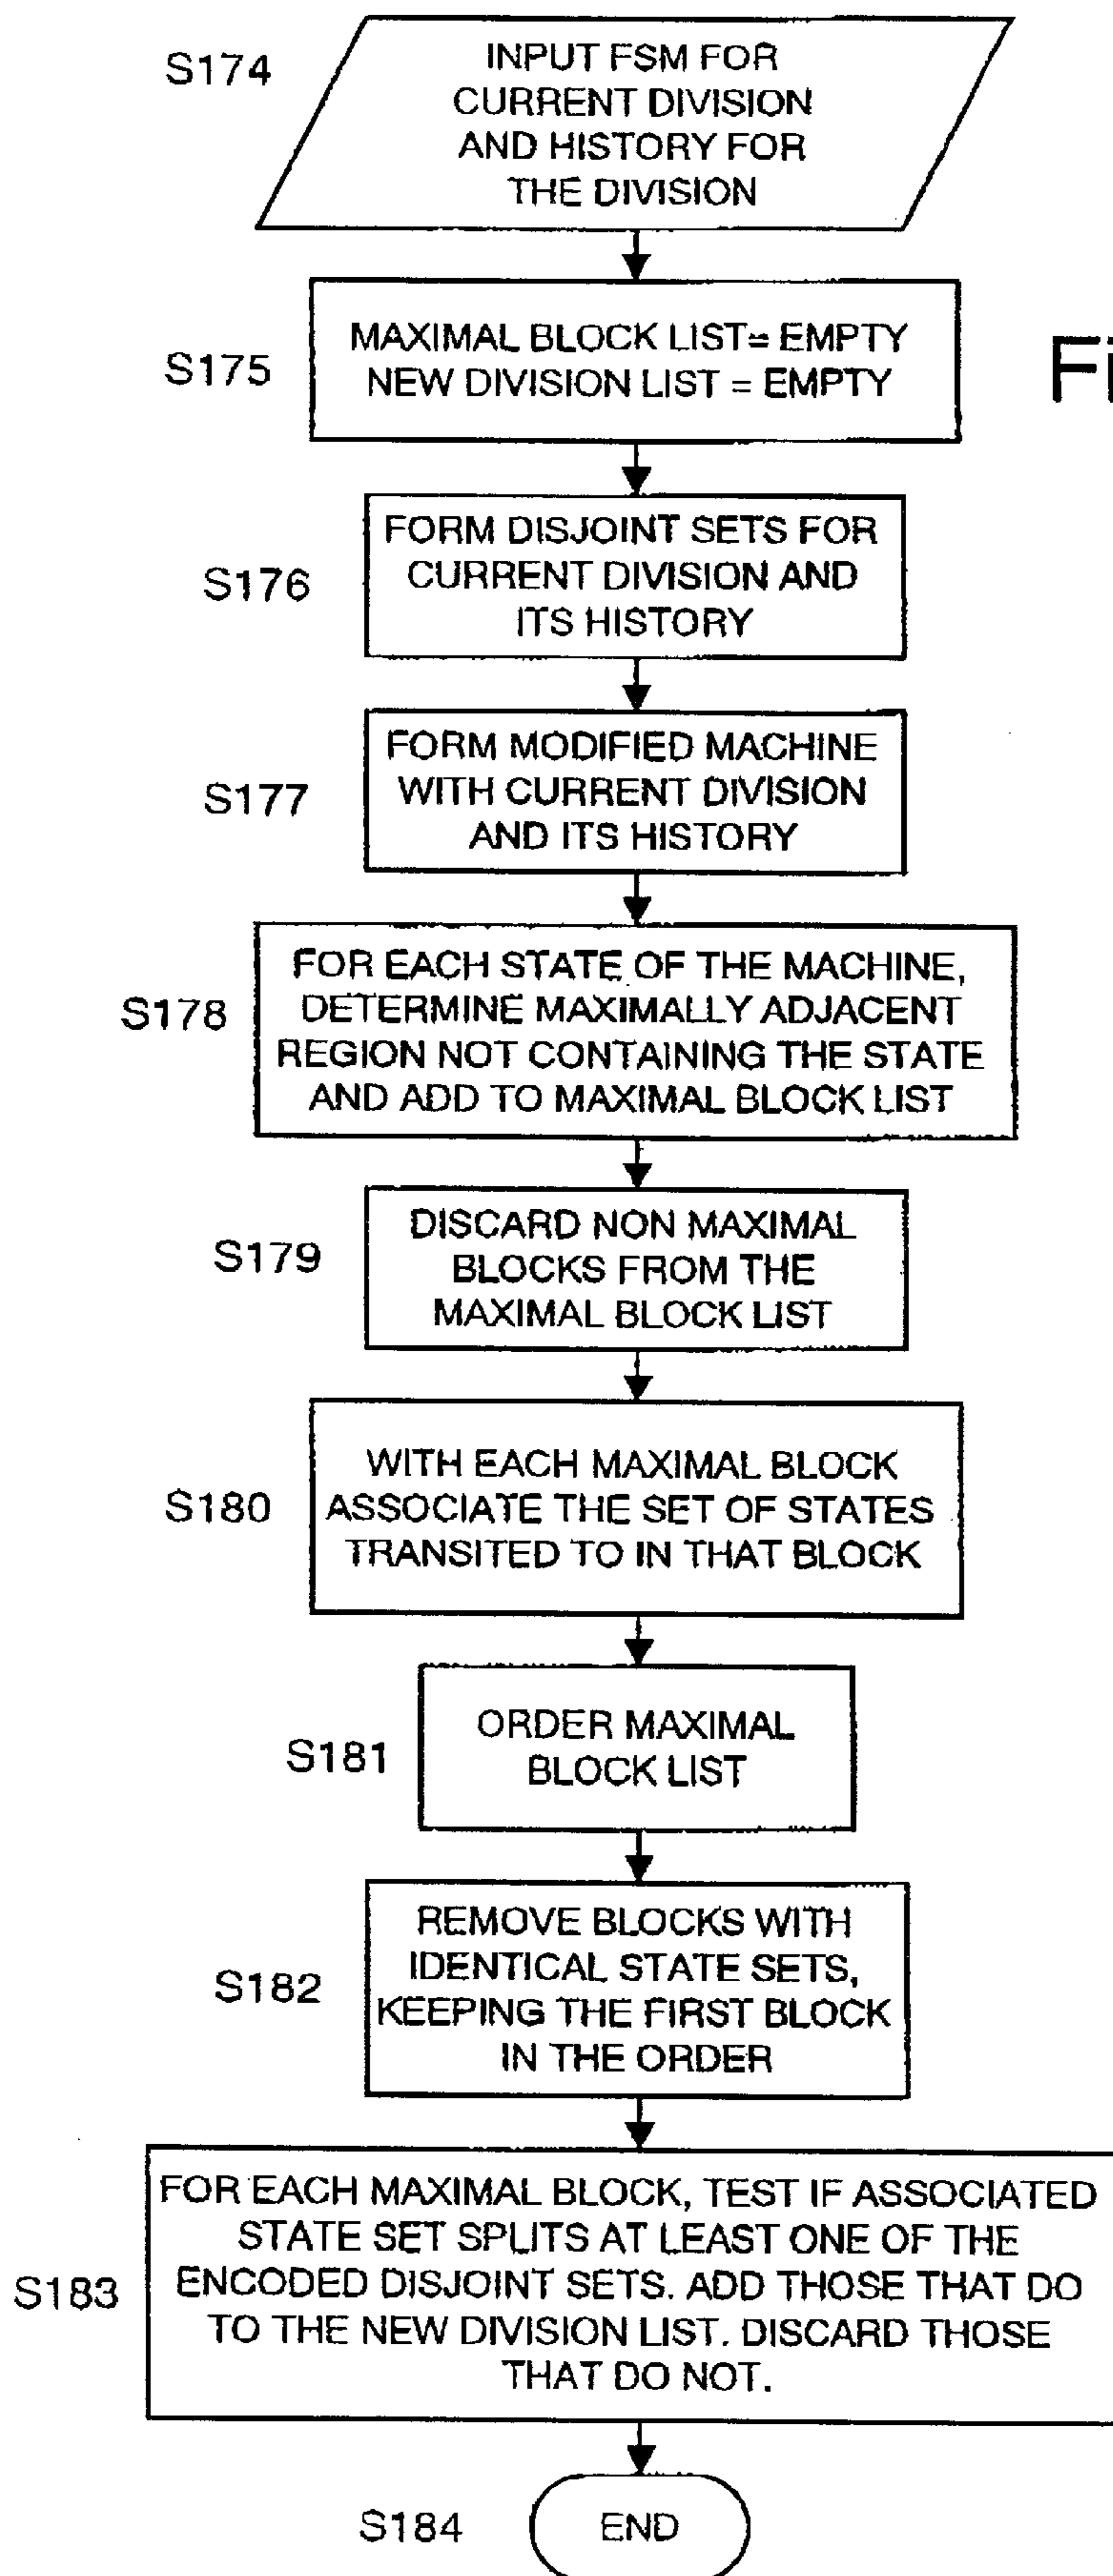 S174
INPUT FSM FOR
CURRENT DIVISION
AND HISTORY FOR
THE DIVISION
S175
MAXIMAL BLOCK LIST= EMPTY
NEW DIVISION LIST = EMPTY
Fi
S176
FORM DISJOINT SETS FOR
CURRENT DIVISION AND
ITS HISTORY
S177
FORM MODIFIED MACHINE
WITH CURRENT DIVISION
AND ITS HISTORY
S178
FOR EACH STATE OF THE MACHINE,
DETERMINE MAXIMALLY ADJACENT
REGION NOT CONTAINING THE STATE
AND ADD TO MAXIMAL BLOCK LIST
S179
DISCARD NON MAXIMAL
BLOCKS FROM THE
MAXIMAL BLOCK LIST
S180
WITH EACH MAXIMAL BLOCK
ASSOCIATE THE SET OF STATES
TRANSITED TO IN THAT BLOCK
S181
ORDER MAXIMAL
BLOCK LIST
S182
REMOVE BLOCKS WITH
IDENTICAL STATE SETS,
KEEPING THE FIRST BLOCK
IN THE ORDER
S183
FOR EACH MAXIMAL BLOCK, TEST IF ASSOCIATED
STATE SET SPLITS AT LEAST ONE OF THE
ENCODED DISJOINT SETS. ADD THOSE THAT DO
TO THE NEW DIVISION LIST. DISCARD THOSE
THAT DO NOT.
S184
END